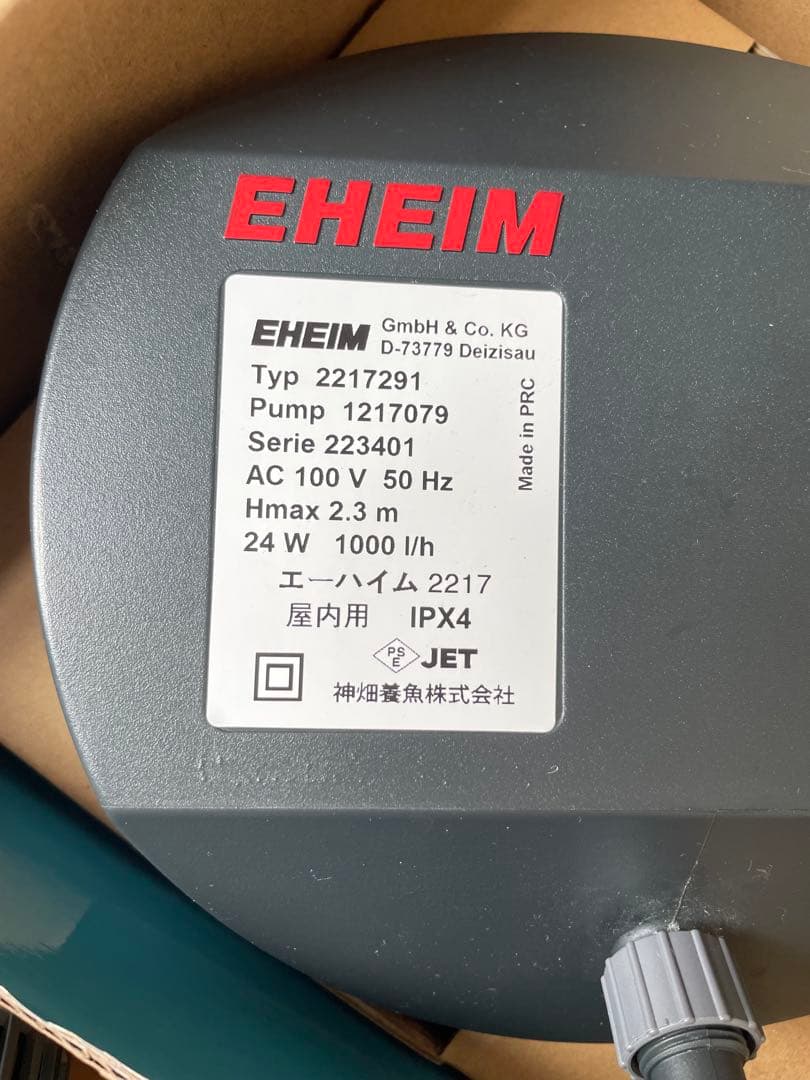 EHEIM
EHEIM GmbH & Co. KG
D-73779 Deizisau
Typ 2217291
Pump 1217079
Serie 223401
AC 100 V 50 Hz
Hmax 2.3 m
24 W 1000 l/h
Made in PRC
エーハイム 2217
屋内用 IPX4
PS
E
JET
神畑養魚株式会社